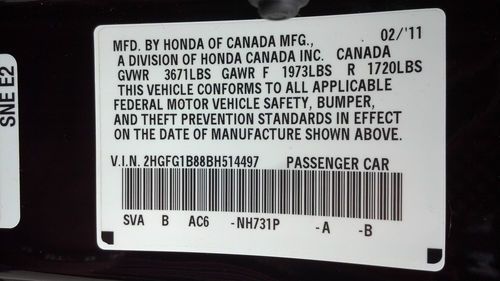 SNE E2
MFD. BY HONDA OF CANADA MFG., 02/'11
A DIVISION OF HONDA CANADA INC. CANADA
GVWR 3671LBS GAWR F 1973LBS R 1720LBS
THIS VEHICLE CONFORMS TO ALL APPLICABLE
FEDERAL MOTOR VEHICLE SAFETY, BUMPER,
AND THEFT PREVENTION STANDARDS IN EFFECT
ON THE DATE OF MANUFACTURE SHOWN ABOVE.
V.I.N. 2HGFG1B88BH514497 PASSENGER CAR
SVA B AC6 -NH731P -A -B